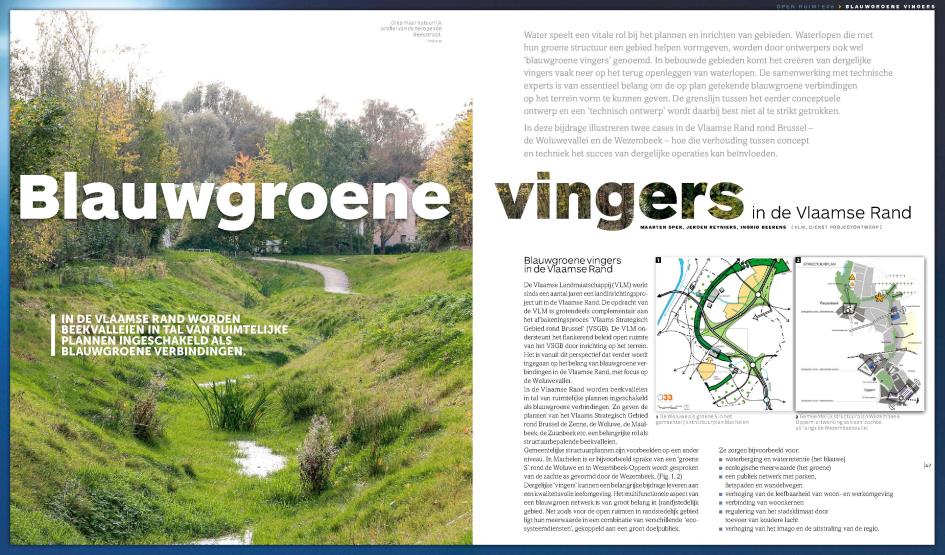 OPEN RUIMTE 26 › BLAUWGROENE VINGERS
profiel van de heropende
beekstraat.
Water speelt een vitale rol bij het plannen en inrichten van gebieden. Waterlopen die met
hun groene structuur een gebied helpen vormgeven, worden door ontwerpers ook wel
‘blauwgroene vingers’ genoemd. In bebouwde gebieden komt het creëren van dergelijke
vingers vaak neer op het terug openleggen van waterlopen. De samenwerking met technische
experts is van essentieel belang om de op plan getekende blauwgroene verbindingen
op het terrein vorm te kunnen geven. De grenslijn tussen het eerder conceptuele
ontwerp en een ‘technisch ontwerp’ wordt daarbij best niet al te strikt getrokken.
In deze bijdrage illustreren twee cases in de Vlaamse Rand rond Brussel –
de Woluwevallei en de Wezembeek – hoe die verhouding tussen concept
en techniek het succes van dergelijke operaties kan beïnvloeden.
Blauwgroene vingers in de Vlaamse Rand
MAARTEN SPER, JEROEN REYNIERS, INGRID BEERENS [VLM, DIENST PROJECTONTWERP]
IN DE VLAAMSE RAND WORDEN
BEEKVALLEIEN IN TAL VAN RUIMTELIJKE
PLANNEN INGESCHAKELD ALS
BLAUWGROENE VERBINDINGEN.
Blauwgroene vingers
in de Vlaamse Rand
De Vlaamse Landmaatschappij (VLM) werkt
sinds een aantal jaren een landinrichtingspro-
ject uit in de Vlaamse Rand. De opdracht van
de VLM is grotendeels complementair aan
het afbakeningsproces ‘Vlaams Strategisch
Gebied rond Brussel’ (VSGB). De VLM on-
dersteunt het flankerend beleid open ruimte
van het VSGB door inrichting op het terrein.
Het is vanuit dit perspectief dat verder wordt
ingegaan op het belang van blauwgroene ver-
bindingen in de Vlaamse Rand, met focus op
de Woluwevallei.
In de Vlaamse Rand worden beekvalleien
in tal van ruimtelijke plannen ingeschakeld
als blauwgroene verbindingen. Zo geven de
plannen van het Vlaams Strategisch Gebied
rond Brussel de Zenne, de Woluwe, de Maal-
beek, de Zuunbeek etc. een belangrijke rol als
structuurbepalende beekvalleien.
Gemeentelijke structuurplannen zijn voorbeelden op een ander
niveau. In Machelen is er bijvoorbeeld sprake van een ‘groene
S’ rond de Woluwe en in Wezembeek-Oppem wordt gesproken
van de zachte as gevormd door de Wezembeek. (Fig. 1, 2)
Dergelijke ‘vingers’ kunnen een belangrijke bijdrage leveren aan
een kwaliteitsvolle leefomgeving. Het multifunctionele aspect van
een blauwgroen netwerk is van groot belang in (rand)stedelijk
gebied. Net zoals voor de open ruimten in randstedelijk gebied
ligt hun meerwaarde in een combinatie van verschillende ‘eco-
systeemdiensten’, gekoppeld aan een groot doelpubliek.
1
33
2
STRUCTUURPLAN
1 De Woluwe als groene S in het
gemeentelijk structuurplan Machelen
2 Gemeentelijk structuurplan Wezembeek-
Oppem: uitwerking van een zachte
as langs de Wezembeekvallei
Ze zorgen bijvoorbeeld voor:
■ waterberging en waterretentie (het blauwe)
■ ecologische meerwaarde (het groene)
■ een publiek netwerk met parken,
fietspaden en wandelwegen
■ verhoging van de leefbaarheid van woon- en werkomgeving
■ verbinding van woonkernen
■ regulering van het stadsklimaat door
toevoer van koudere lucht
■ verhoging van het imago en de uitstraling van de regio.
47